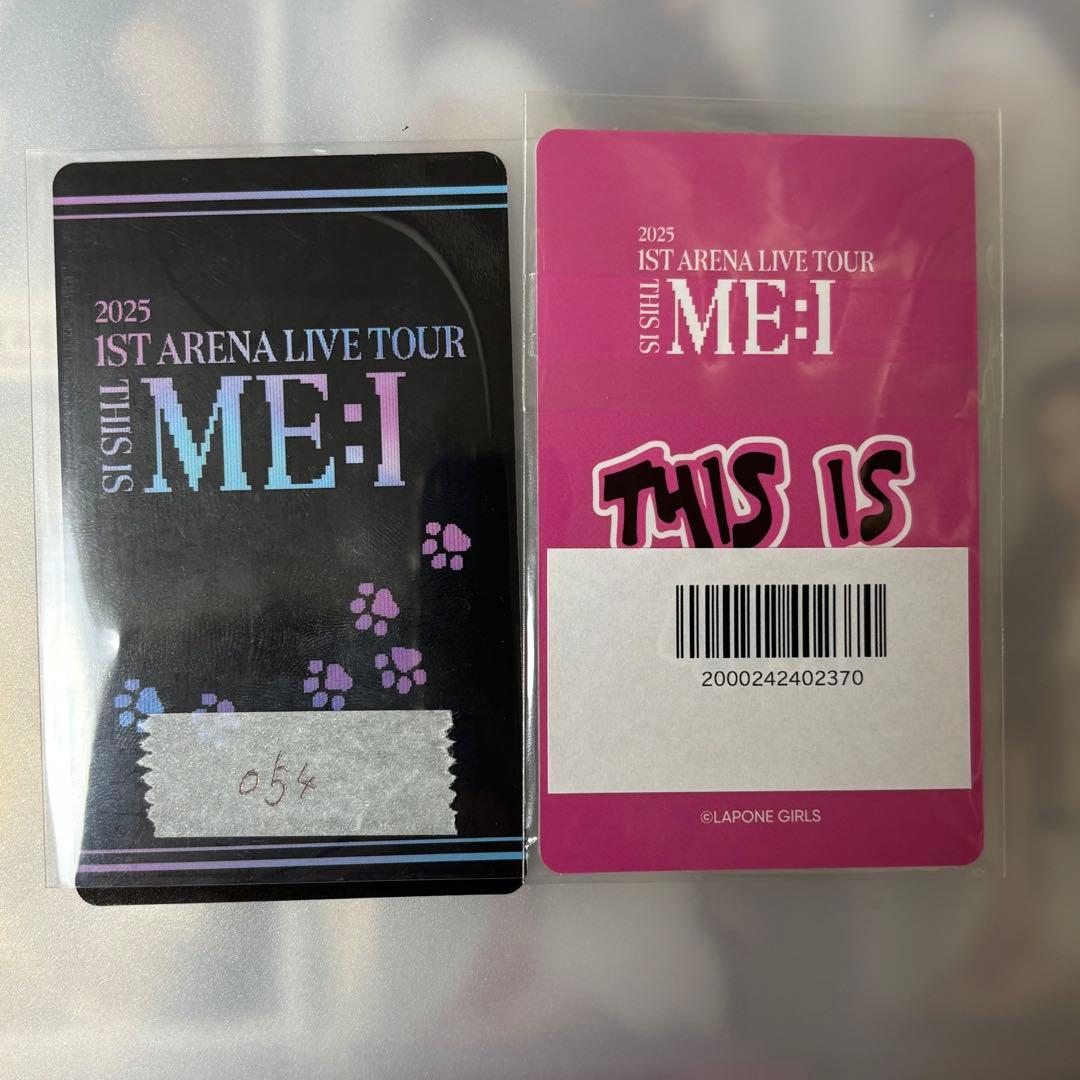 2025
1ST ARENA LIVE TOUR
THIS IS
ME:I
054
2025
1ST ARENA LIVE TOUR
THIS IS
ME:I
THIS IS
2000242402370
©LAPONE GIRLS